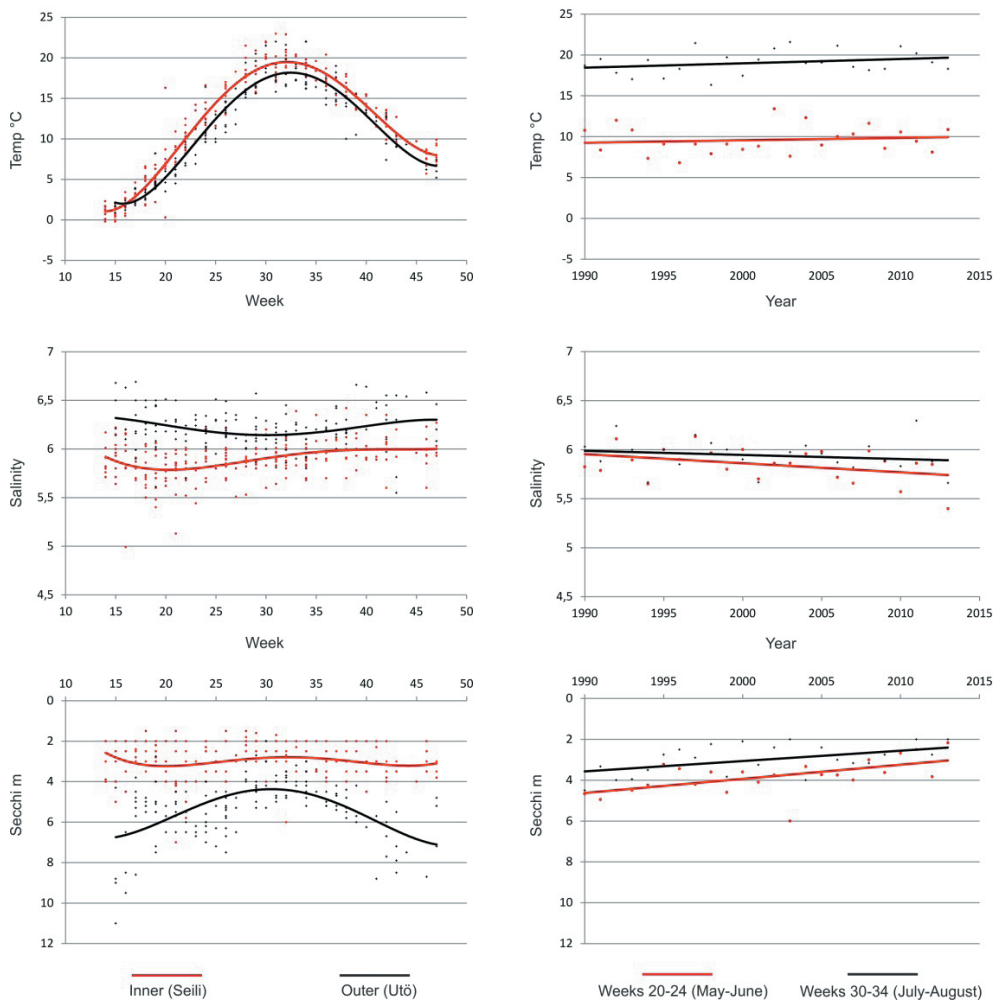 Temp °C
25
20
15
10
5
0
-5
10 15 20 25 30 35 40 45 50
Week
Temp °C
25
20
15
10
5
0
-5
1990 1995 2000 2005 2010 2015
Year
Salinity
7
6,5
6
5,5
5
4,5
10 15 20 25 30 35 40 45 50
Week
Salinity
7
6,5
6
5,5
5
4,5
1990 1995 2000 2005 2010 2015
Year
10 15 20 25 30 35 40 45 50
Secchi m
0
2
4
6
8
10
12
1990 1995 2000 2005 2010 2015
Secchi m
0
2
4
6
8
10
12
Inner (Seili)
Outer (Utö)
Weeks 20-24 (May-June)
Weeks 30-34 (July-August)